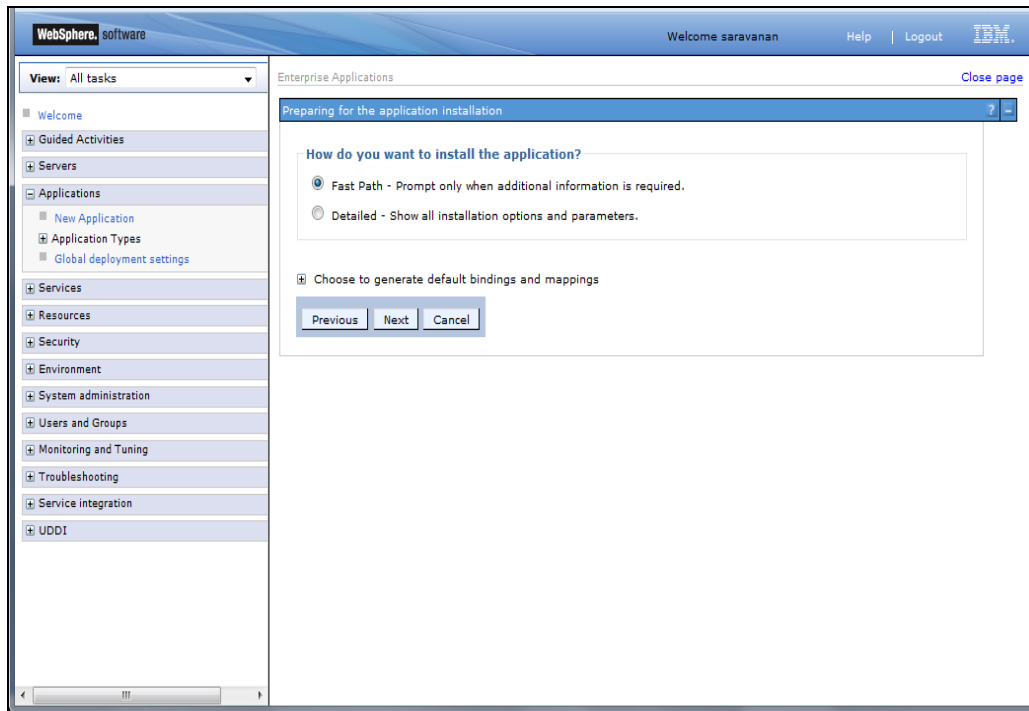 WebSphere. software
Welcome saravanan
Help | Logout
IBM.
View: All tasks
Welcome
Guided Activities
Servers
Applications
New Application
Application Types
Global deployment settings
Services
Resources
Security
Environment
System administration
Users and Groups
Monitoring and Tuning
Troubleshooting
Service integration
UDDI
Enterprise Applications
Close page
Preparing for the application installation
? -
How do you want to install the application?
Fast Path - Prompt only when additional information is required.
Detailed - Show all installation options and parameters.
Choose to generate default bindings and mappings
Previous Next Cancel